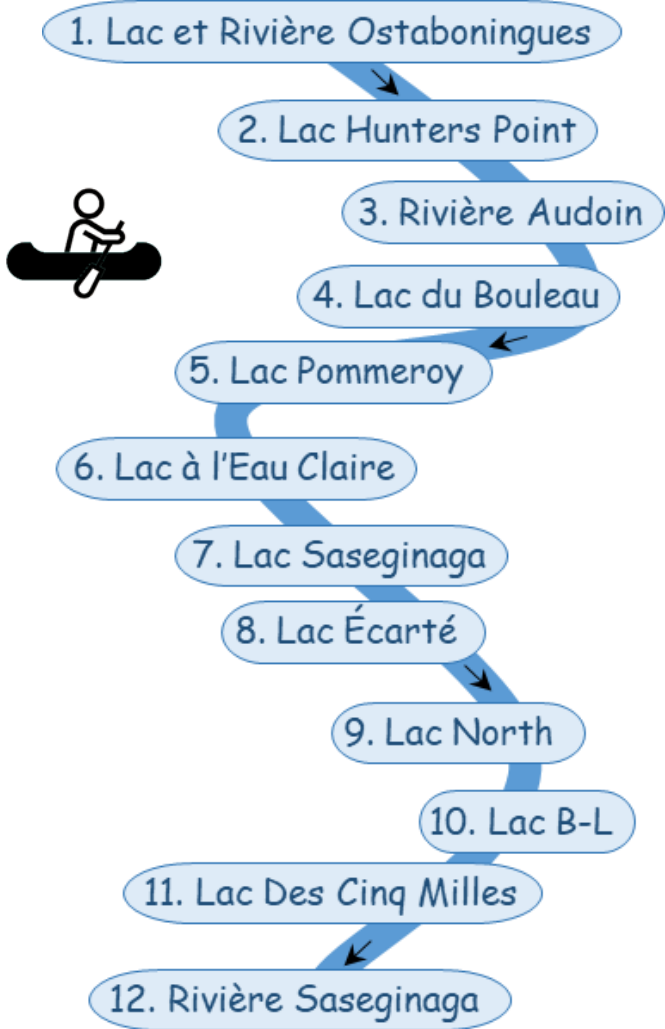 1. Lac et Rivière Ostaboningues
2. Lac Hunters Point
3. Rivière Audoin
4. Lac du Bouleau
5. Lac Pommeroy
6. Lac à l'Eau Claire
7. Lac Saseginaga
8. Lac Écarté
9. Lac North
10. Lac B-L
11. Lac Des Cinq Milles
12. Rivière Saseginaga